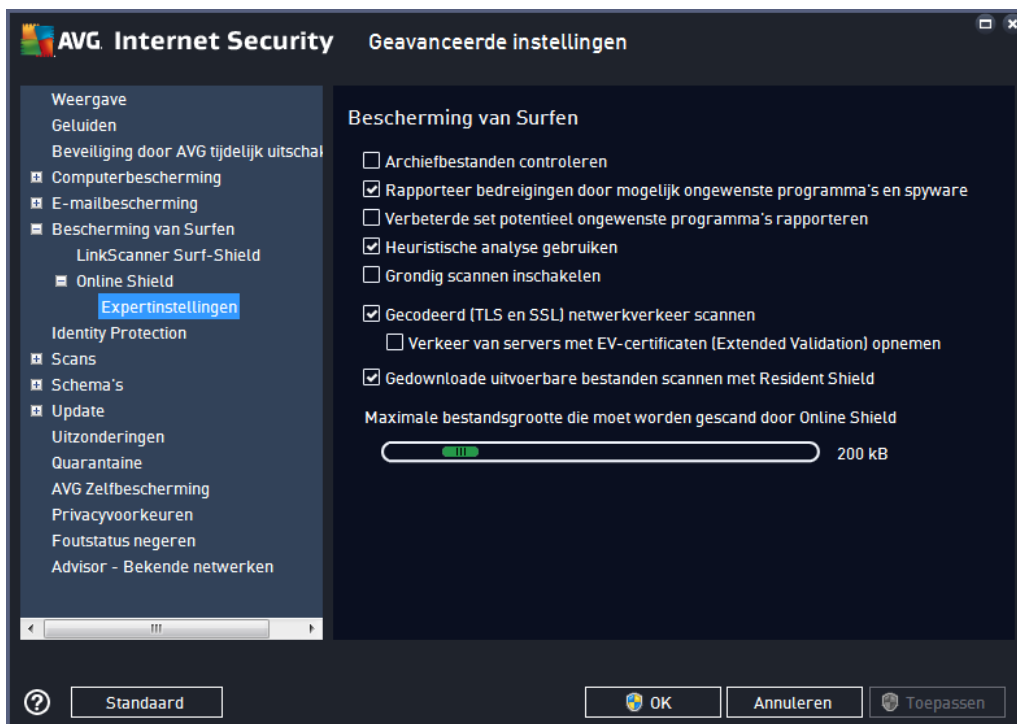 AVG. Internet Security Geavanceerde instellingen
Weergave
Geluiden
Beveiliging door AVG tijdelijk uitschal
Computerbescherming
E-mailbescherming
Bescherming van Surfen
LinkScanner Surf-Shield
Online Shield
Expertinstellingen
Identity Protection
Scans
Schema's
Update
Uitzonderingen
Quarantaine
AVG Zelfbescherming
Privacyvoorkeuren
Foutstatus negeren
Advisor - Bekende netwerken
Bescherming van Surfen
Archiefbestanden controleren
Rapporteer bedreigingen door mogelijk ongewenste programma's en spyware
Verbeterde set potentieel ongewenste programma's rapporteren
Heuristische analyse gebruiken
Grondig scannen inschakelen
Gecodeerd (TLS en SSL) netwerkverkeer scannen
Verkeer van servers met EV-certificaten (Extended Validation) opnemen
Gedownloade uitvoerbare bestanden scannen met Resident Shield
Maximale bestandsgrootte die moet worden gescand door Online Shield
200 kB
? Standaard OK Annuleren Toepassen